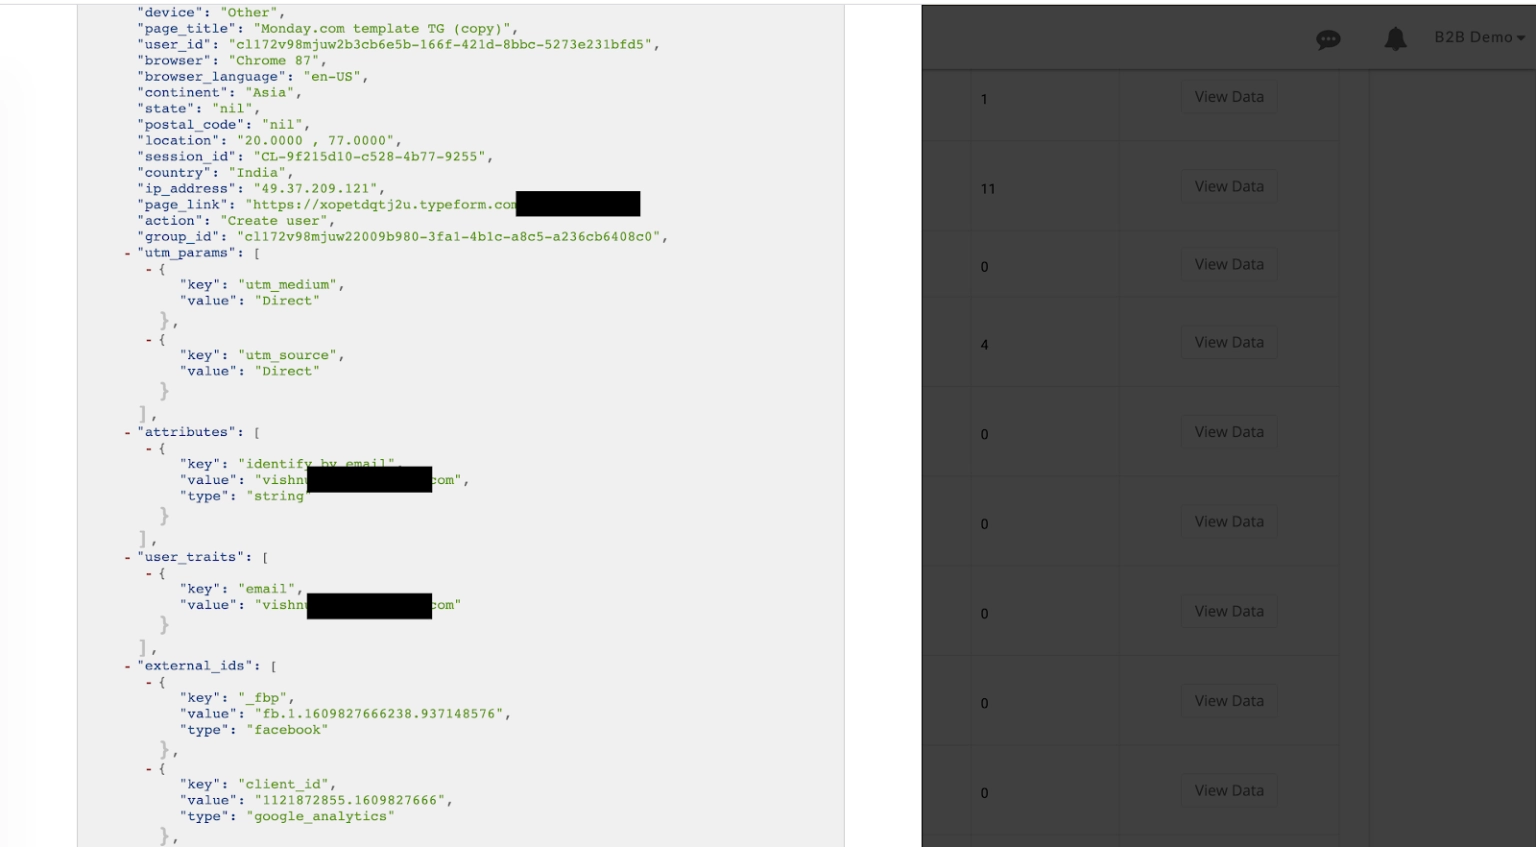 "device": "Other",
"page_title": "Monday.com template TG (copy)",
"user_id": "cl172v98mjuw2b3cb6e5b-166f-421d-8bbc-5273e231bfd5",
"browser": "Chrome 87",
"browser_language": "en-US",
"continent": "Asia",
"state": "nil",
"postal_code": "nil",
"location": "20.0000 , 77.0000",
"session_id": "CL-9f215d10-c528-4b77-9255",
"country": "India",
"ip_address": "49.37.209.121",
"page_link": "https://xopetdqtj2u.typeform.com
"action": "Create user",
"group_id": "cl172v98mjuw22009b980-3fa1-4b1c-a8c5-a236cb6408c0",
- "utm_params": [
- {
"key": "utm_medium",
"value": "Direct"
},
- {
"key": "utm_source",
"value": "Direct"
}
],
- "attributes": [
- {
"key": "identify_by_email",
"value": "vishn com",
"type": "string"
}
],
- "user_traits": [
- {
"key": "email",
"value": "vishn com"
}
],
- "external_ids": [
- {
"key": "_fbp",
"value": "fb.1.1609827666238.937148576",
"type": "facebook"
},
- {
"key": "client_id",
"value": "1121872855.1609827666",
"type": "google_analytics"
},
B2B Demo
1 View Data
11 View Data
0 View Data
4 View Data
0 View Data
0 View Data
0 View Data
0 View Data
0 View Data